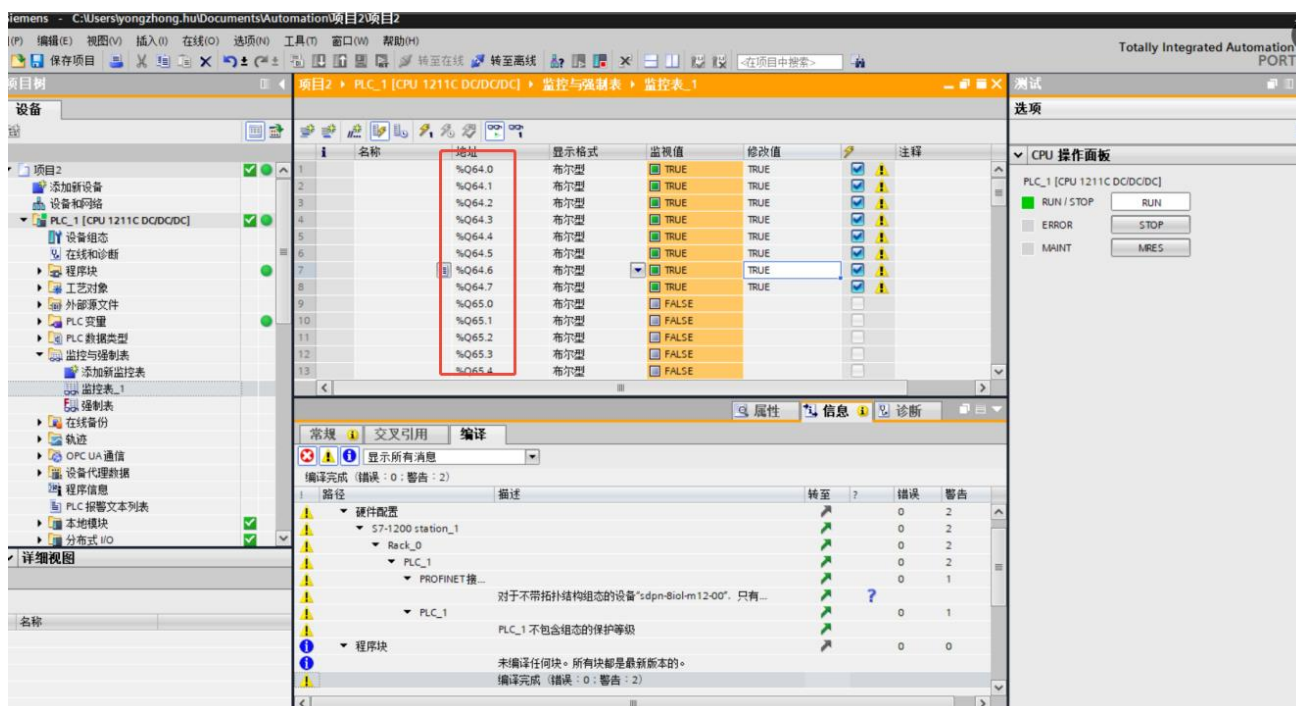 Siemens - C:\Users\yongzhong.hu\Documents\Automation\项目2\项目2
(P) 编辑(E) 视图(V) 插入(I) 在线(O) 选项(N) 工具(T) 窗口(W) 帮助(H)
Totally Integrated Automation
PORT
保存项目 转至在线 转至离线 <在项目中搜索>
项目树
项目2 PLC_1 [CPU 1211C DC/DC/DC] 监控与强制表 监控表_1
测试
设备
选项
i 名称 地址 显示格式 监视值 修改值 注释
1 %Q64.0 布尔型 TRUE TRUE
2 %Q64.1 布尔型 TRUE TRUE
3 %Q64.2 布尔型 TRUE TRUE
4 %Q64.3 布尔型 TRUE TRUE
5 %Q64.4 布尔型 TRUE TRUE
6 %Q64.5 布尔型 TRUE TRUE
7 %Q64.6 布尔型 TRUE TRUE
8 %Q64.7 布尔型 TRUE TRUE
9 %Q65.0 布尔型 FALSE
10 %Q65.1 布尔型 FALSE
11 %Q65.2 布尔型 FALSE
12 %Q65.3 布尔型 FALSE
13 %Q65.4 布尔型 FALSE
项目2
添加新设备
设备和网络
PLC_1 [CPU 1211C DC/DC/DC]
设备组态
在线和诊断
程序块
工艺对象
外部源文件
PLC 变量
PLC 数据类型
监控与强制表
添加新监控表
监控表_1
强制表
在线备份
轨迹
OPC UA 通信
设备代理数据
程序信息
PLC 报警文本列表
本地模块
分布式 I/O
详细视图
名称
CPU 操作面板
PLC_1 [CPU 1211C DC/DC/DC]
RUN / STOP RUN
ERROR STOP
MAINT MRES
属性 信息 诊断
常规 交叉引用 编译
显示所有消息
编译完成（错误：0；警告：2）
! 路径 描述 转至 ? 错误 警告
硬件配置 0 2
S7-1200 station_1 0 2
Rack_0 0 2
PLC_1 0 2
PROFINET接... 0 1
对于不带拓扑结构组态的设备“sdpn-8iol-m12-00”. 只有... ?
PLC_1 0 1
PLC_1 不包含组态的保护等级
程序块 0 0
未编译任何块。所有块都是最新版本的。
编译完成（错误：0；警告：2）